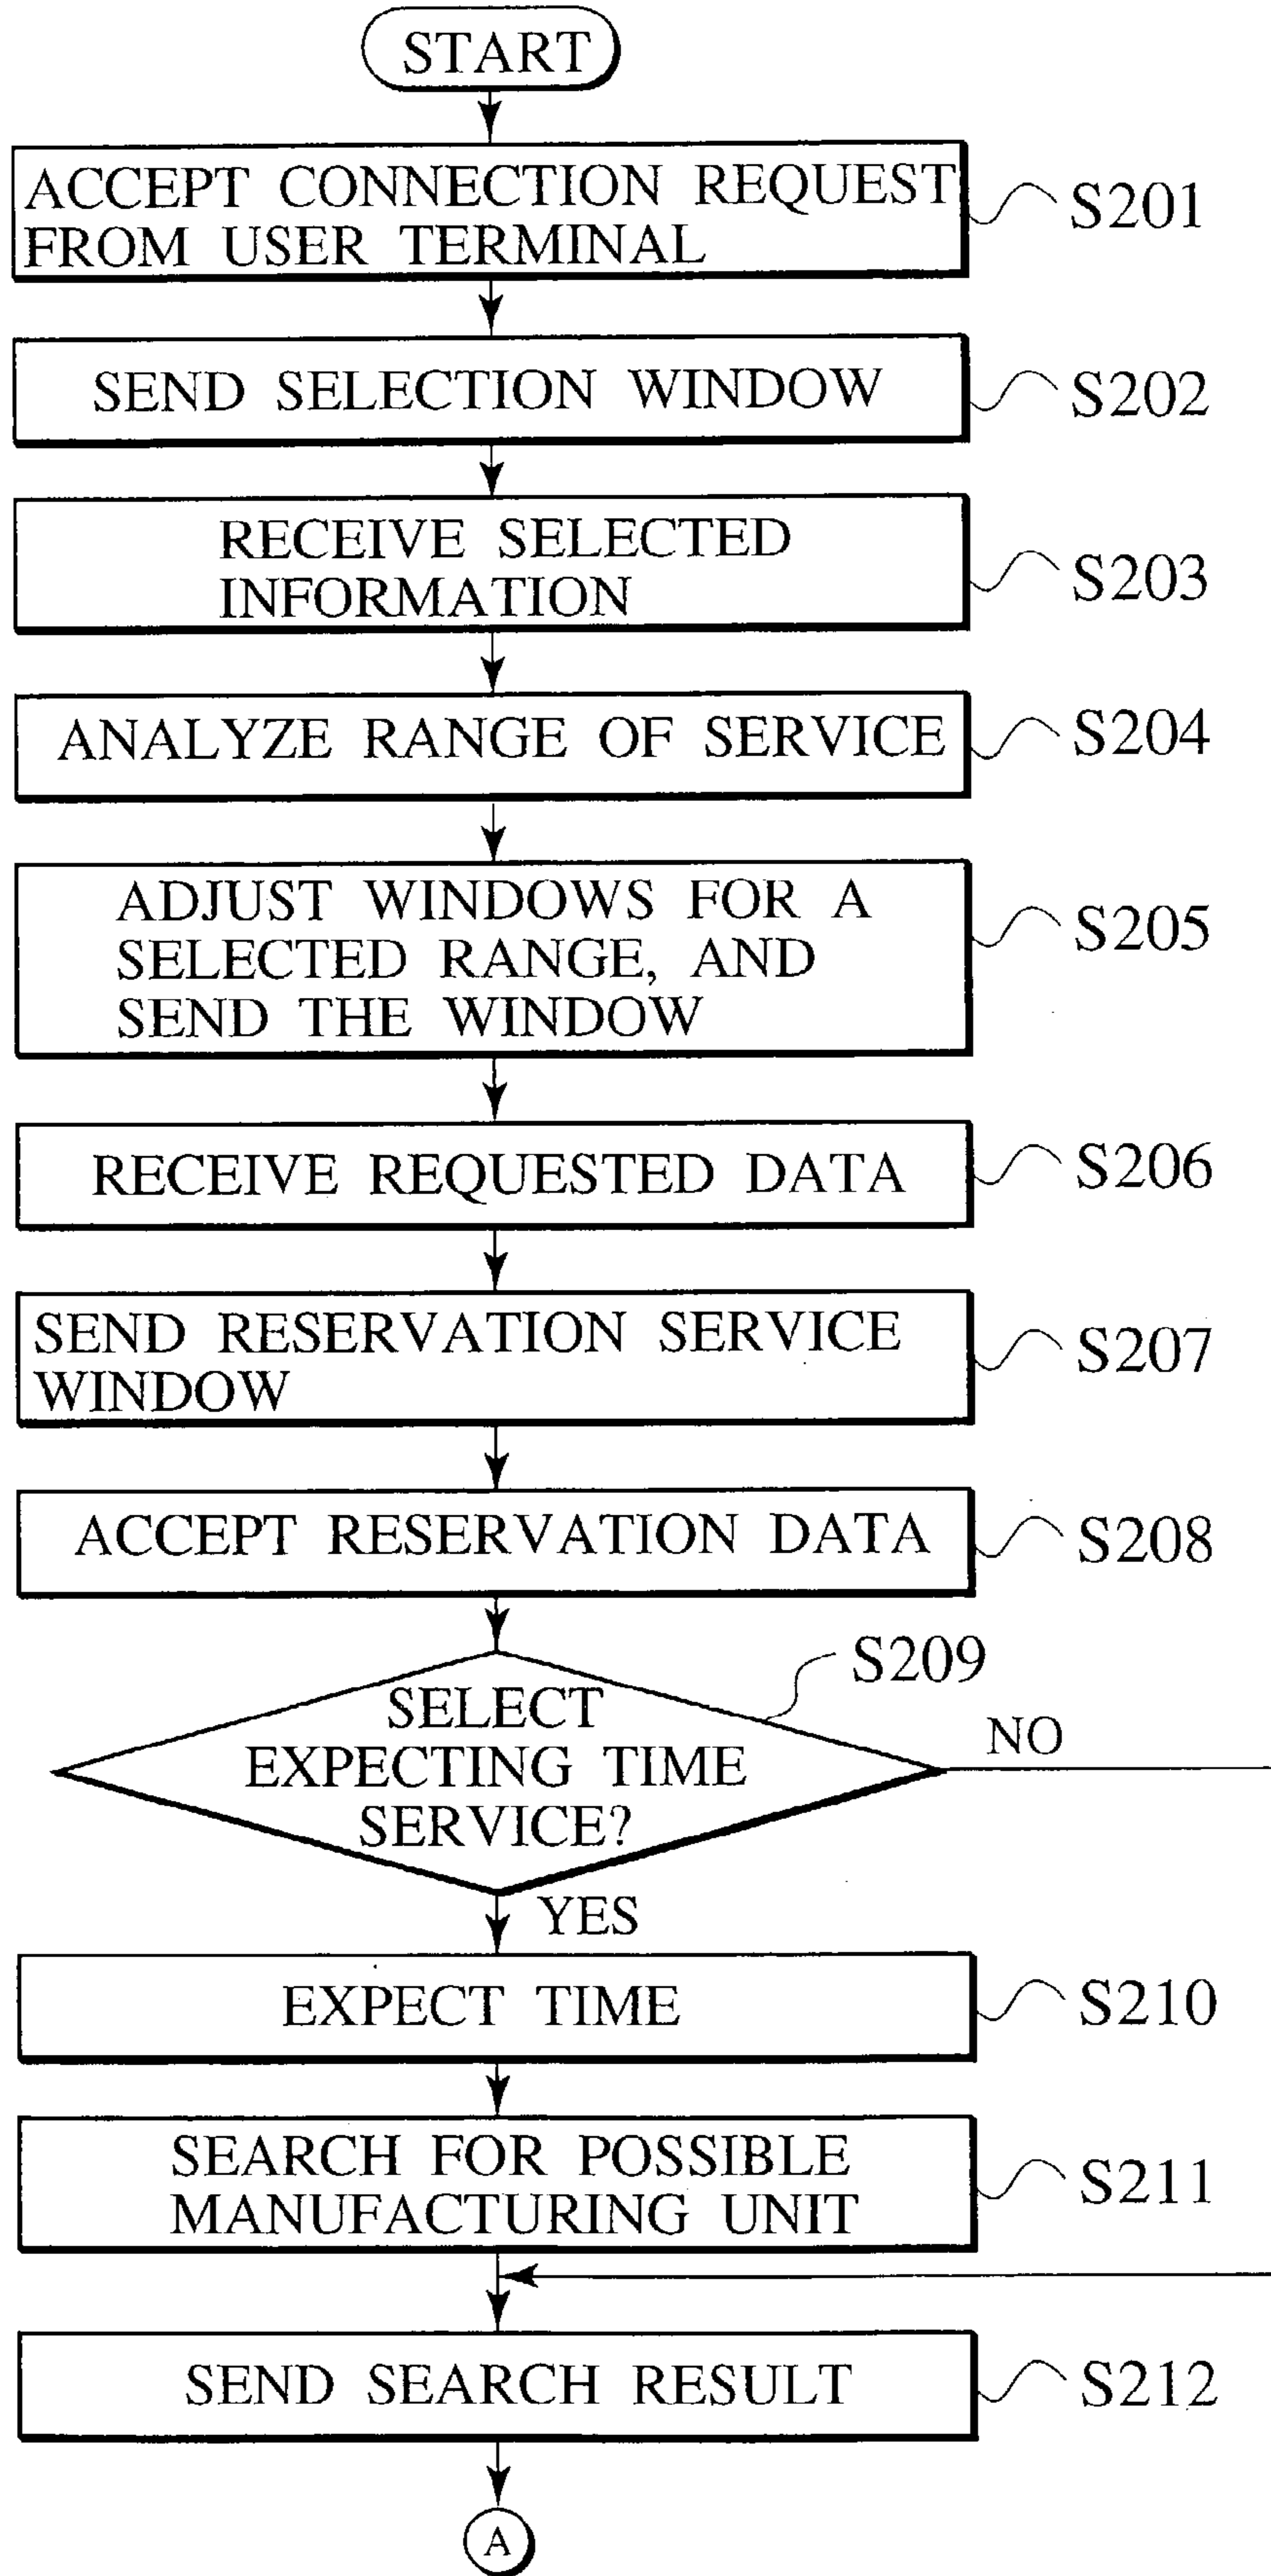 START
ACCEPT CONNECTION REQUEST
FROM USER TERMINAL
S201
SEND SELECTION WINDOW
S202
RECEIVE SELECTED
INFORMATION
S203
ANALYZE RANGE OF SERVICE
S204
ADJUST WINDOWS FOR A
SELECTED RANGE, AND
SEND THE WINDOW
S205
RECEIVE REQUESTED DATA
S206
SEND RESERVATION SERVICE
WINDOW
S207
ACCEPT RESERVATION DATA
S208
S209
SELECT
EXPECTING TIME
SERVICE?
NO
YES
EXPECT TIME
S210
SEARCH FOR POSSIBLE
MANUFACTURING UNIT
S211
SEND SEARCH RESULT
S212
A